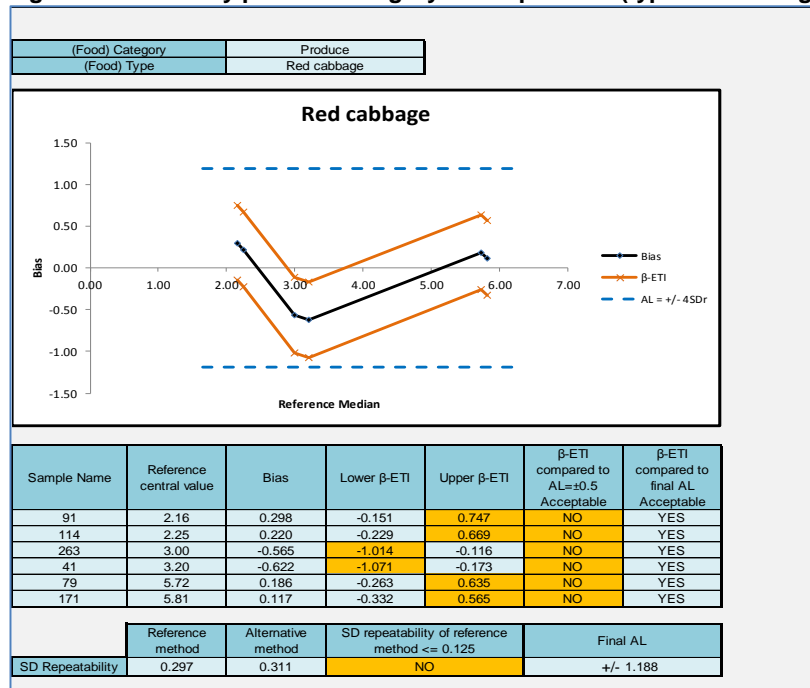 (Food) Category Produce
(Food) Type Red cabbage
Red cabbage
1.50
1.00
0.50
0.00
-0.50
-1.00
-1.50
0.00 1.00 2.00 3.00 4.00 5.00 6.00 7.00
Bias
Reference Median
Bias
β-ETI
AL = +/- 4SDr
Sample Name Reference central value Bias Lower β-ETI Upper β-ETI β-ETI compared to AL=±0.5 Acceptable β-ETI compared to final AL Acceptable
91 2.16 0.298 -0.151 0.747 NO YES
114 2.25 0.220 -0.229 0.669 NO YES
263 3.00 -0.565 -1.014 -0.116 NO YES
41 3.20 -0.622 -1.071 -0.173 NO YES
79 5.72 0.186 -0.263 0.635 NO YES
171 5.81 0.117 -0.332 0.565 NO YES
Reference method Alternative method SD repeatability of reference method <= 0.125 Final AL
SD Repeatability 0.297 0.311 NO +/- 1.188